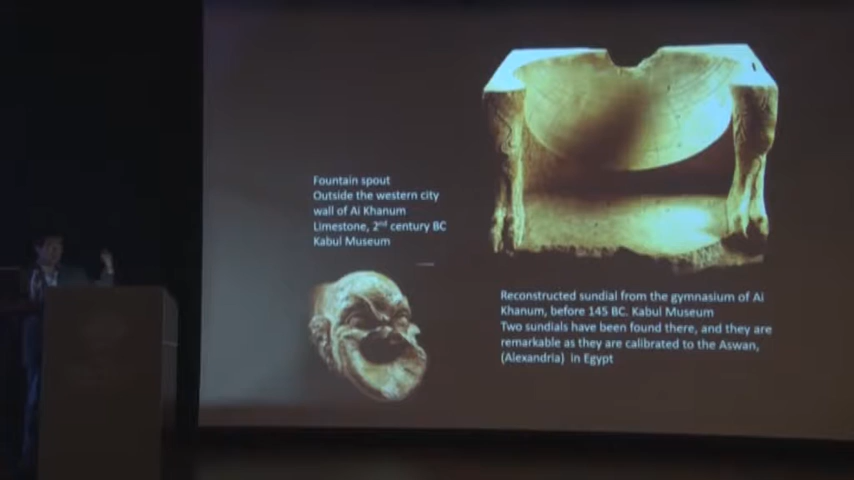 Fountain spout
Outside the western city
wall of Ai Khanum
Limestone, 2nd century BC
Kabul Museum
Reconstructed sundial from the gymnasium of Ai
Khanum, before 145 BC. Kabul Museum
Two sundials have been found there, and they are
remarkable as they are calibrated to the Aswan,
(Alexandria) in Egypt